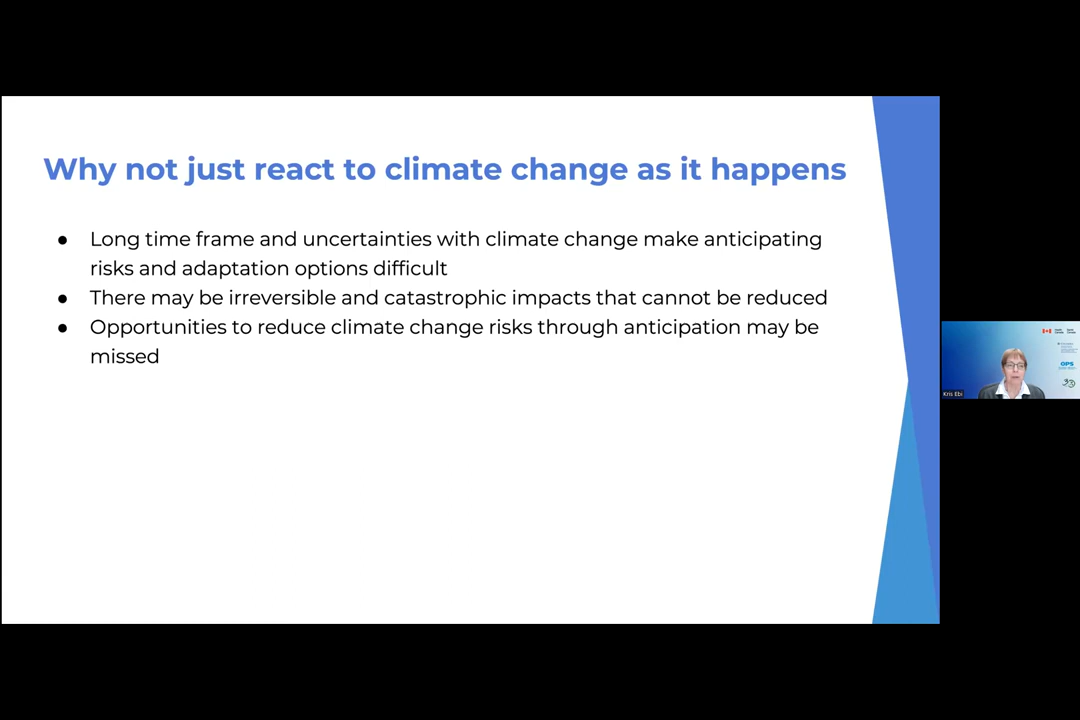 Why not just react to climate change as it happens
● Long time frame and uncertainties with climate change make anticipating
risks and adaptation options difficult
● There may be irreversible and catastrophic impacts that cannot be reduced
● Opportunities to reduce climate change risks through anticipation may be
missed
OPS
Kris Ebi